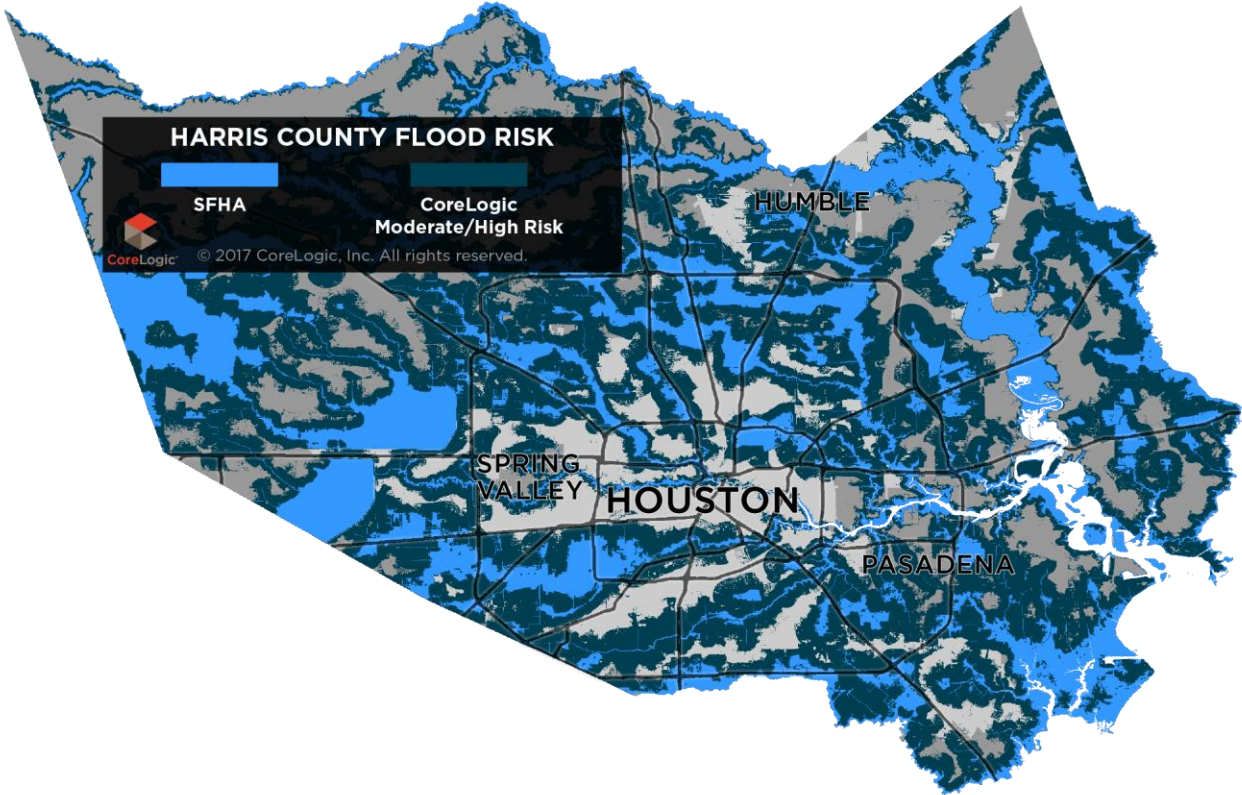 HARRIS COUNTY FLOOD RISK
SFHA
CoreLogic
Moderate/High Risk
CoreLogic
© 2017 CoreLogic, Inc. All rights reserved.
HUMBLE
SPRING
VALLEY
HOUSTON
PASADENA